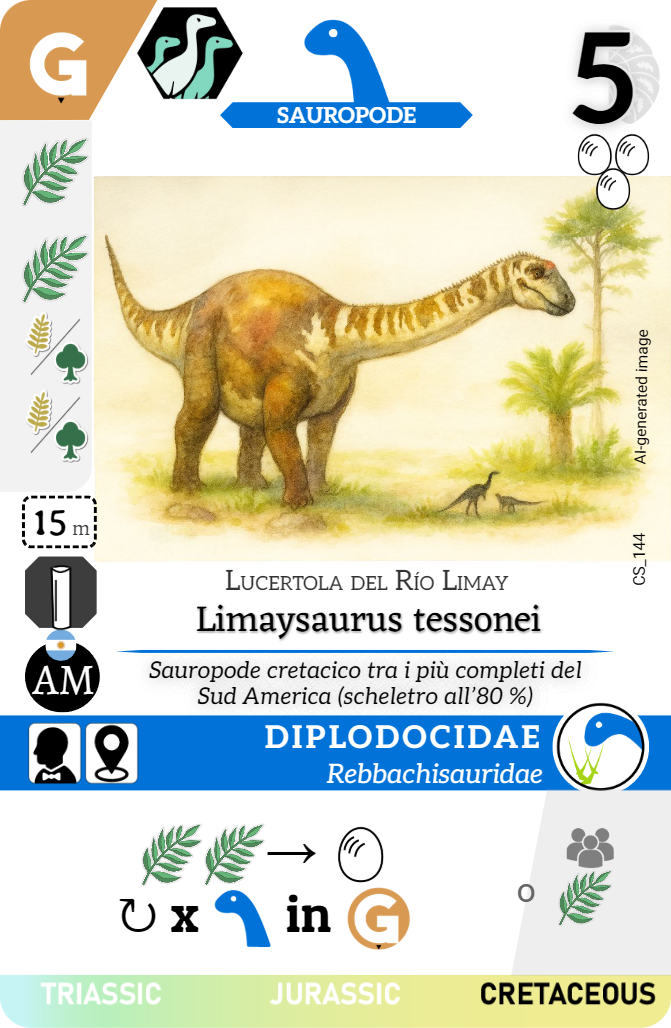 G
SAUROPODE
5
AI-generated image
CS_144
15 m
LUCERTOLA DEL RÍO LIMAY
Limaysaurus tessonei
AM
Sauropode cretacico tra i più completi del
Sud America (scheletro all'80 %)
DIPLODOCIDAE
Rebbachisauridae
o
x in G
TRIASSIC JURASSIC CRETACEOUS